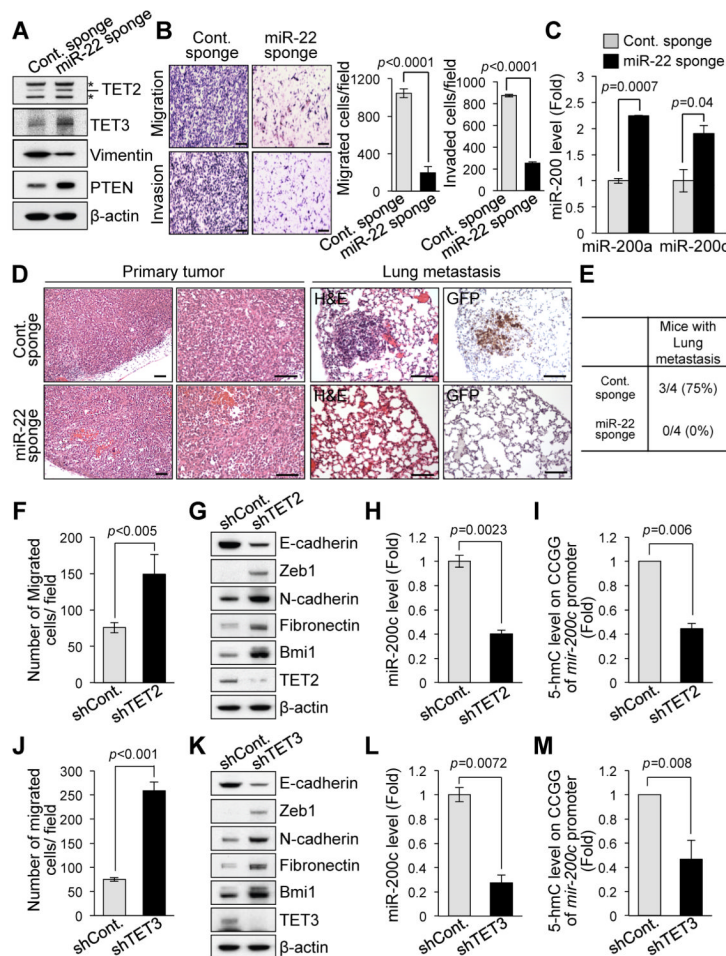 A
Cont. sponge
miR-22 sponge
*
TET2
*
TET3
Vimentin
PTEN
β-actin
B
Cont. sponge
miR-22 sponge
Migration
Invasion
p<0.0001
Migrated cells/field
1200
900
600
300
0
Cont. sponge
miR-22 sponge
p<0.0001
Invaded cells/field
1000
800
600
400
200
0
Cont. sponge
miR-22 sponge
C
Cont. sponge
miR-22 sponge
p=0.0007
p=0.04
miR-200 level (Fold)
2.5
2
1.5
1
0.5
0
miR-200a
miR-200c
D
Primary tumor
Lung metastasis
Cont. sponge
miR-22 sponge
H&E
GFP
H&E
GFP
E
Mice with Lung metastasis
Cont. sponge
3/4 (75%)
miR-22 sponge
0/4 (0%)
F
p<0.005
Number of Migrated cells/ field
200
150
100
50
0
shCont.
shTET2
G
shCont.
shTET2
E-cadherin
Zeb1
N-cadherin
Fibronectin
Bmi1
TET2
β-actin
H
p=0.0023
miR-200c level (Fold)
1.2
1
0.8
0.6
0.4
0.2
0
shCont.
shTET2
I
p=0.006
5-hmC level on CCGG of mir-200c promoter (Fold)
1.2
1
0.8
0.6
0.4
0.2
0
shCont.
shTET2
J
p<0.001
Number of migrated cells/ field
300
250
200
150
100
50
0
shCont.
shTET3
K
shCont.
shTET3
E-cadherin
Zeb1
N-cadherin
Fibronectin
Bmi1
TET3
β-actin
L
p=0.0072
miR-200c level (Fold)
1.2
1
0.8
0.6
0.4
0.2
0
shCont.
shTET3
M
p=0.008
5-hmC level on CCGG of mir-200c promoter (Fold)
1.2
1
0.8
0.6
0.4
0.2
0
shCont.
shTET3